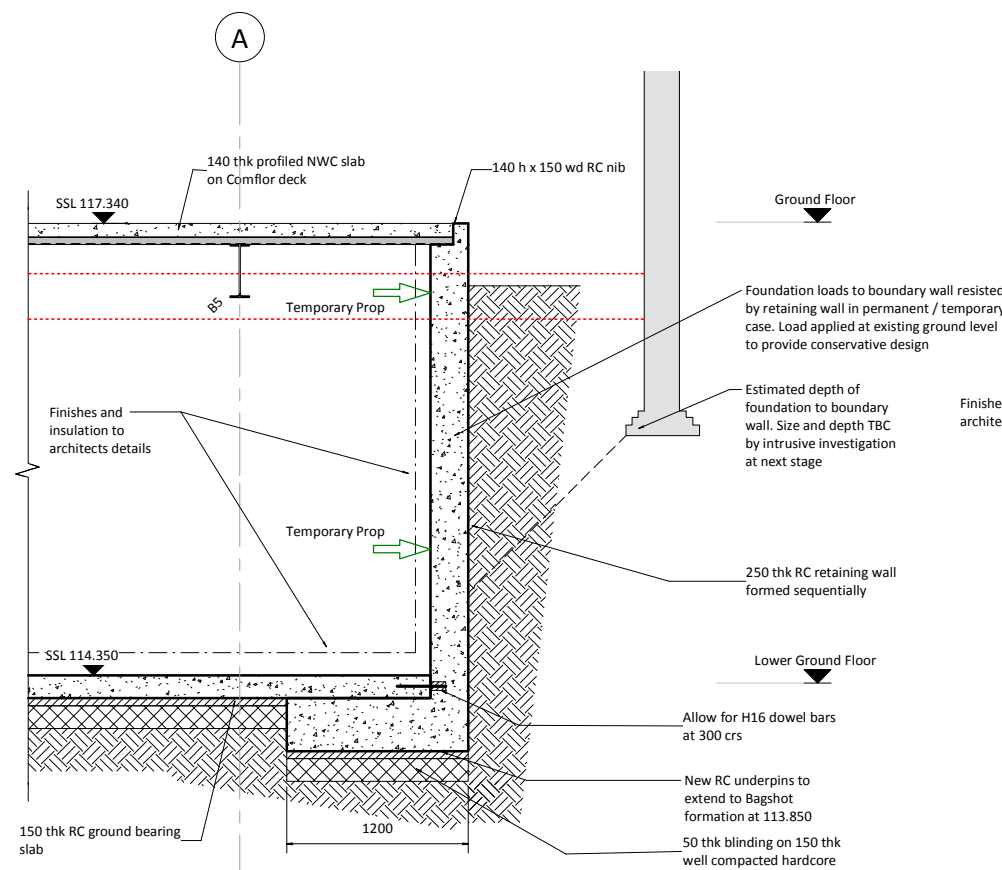 A
140 thk profiled NWC slab
on Comflor deck
140 h x 150 wd RC nib
SSL 117.340
Ground Floor
B5
Temporary Prop
Foundation loads to boundary wall resisted
by retaining wall in permanent / temporary
case. Load applied at existing ground level
to provide conservative design
Finishes and
insulation to
architects details
Estimated depth of
foundation to boundary
wall. Size and depth TBC
by intrusive investigation
at next stage
Finishe
archite
Temporary Prop
250 thk RC retaining wall
formed sequentially
SSL 114.350
Lower Ground Floor
Allow for H16 dowel bars
at 300 crs
New RC underpins to
extend to Bagshot
formation at 113.850
150 thk RC ground bearing
slab
1200
50 thk blinding on 150 thk
well compacted hardcore